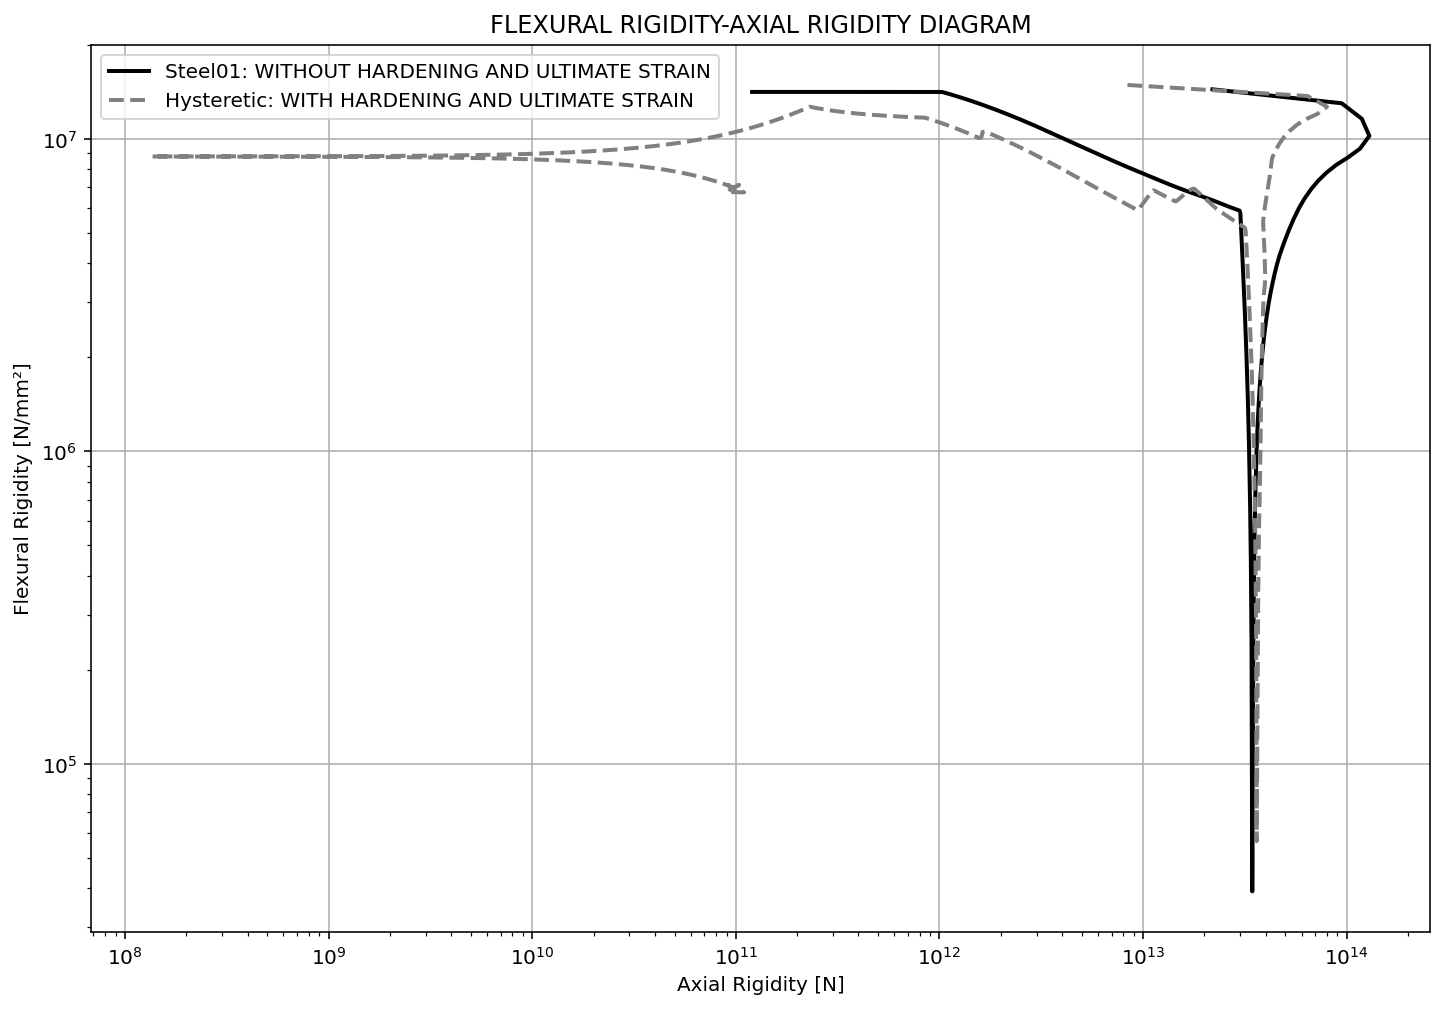 FLEXURAL RIGIDITY-AXIAL RIGIDITY DIAGRAM
Steel01: WITHOUT HARDENING AND ULTIMATE STRAIN
Hysteretic: WITH HARDENING AND ULTIMATE STRAIN
Flexural Rigidity [N/mm²]
10⁷
10⁶
10⁵
10⁸ 10⁹ 10¹⁰ 10¹¹ 10¹² 10¹³ 10¹⁴
Axial Rigidity [N]